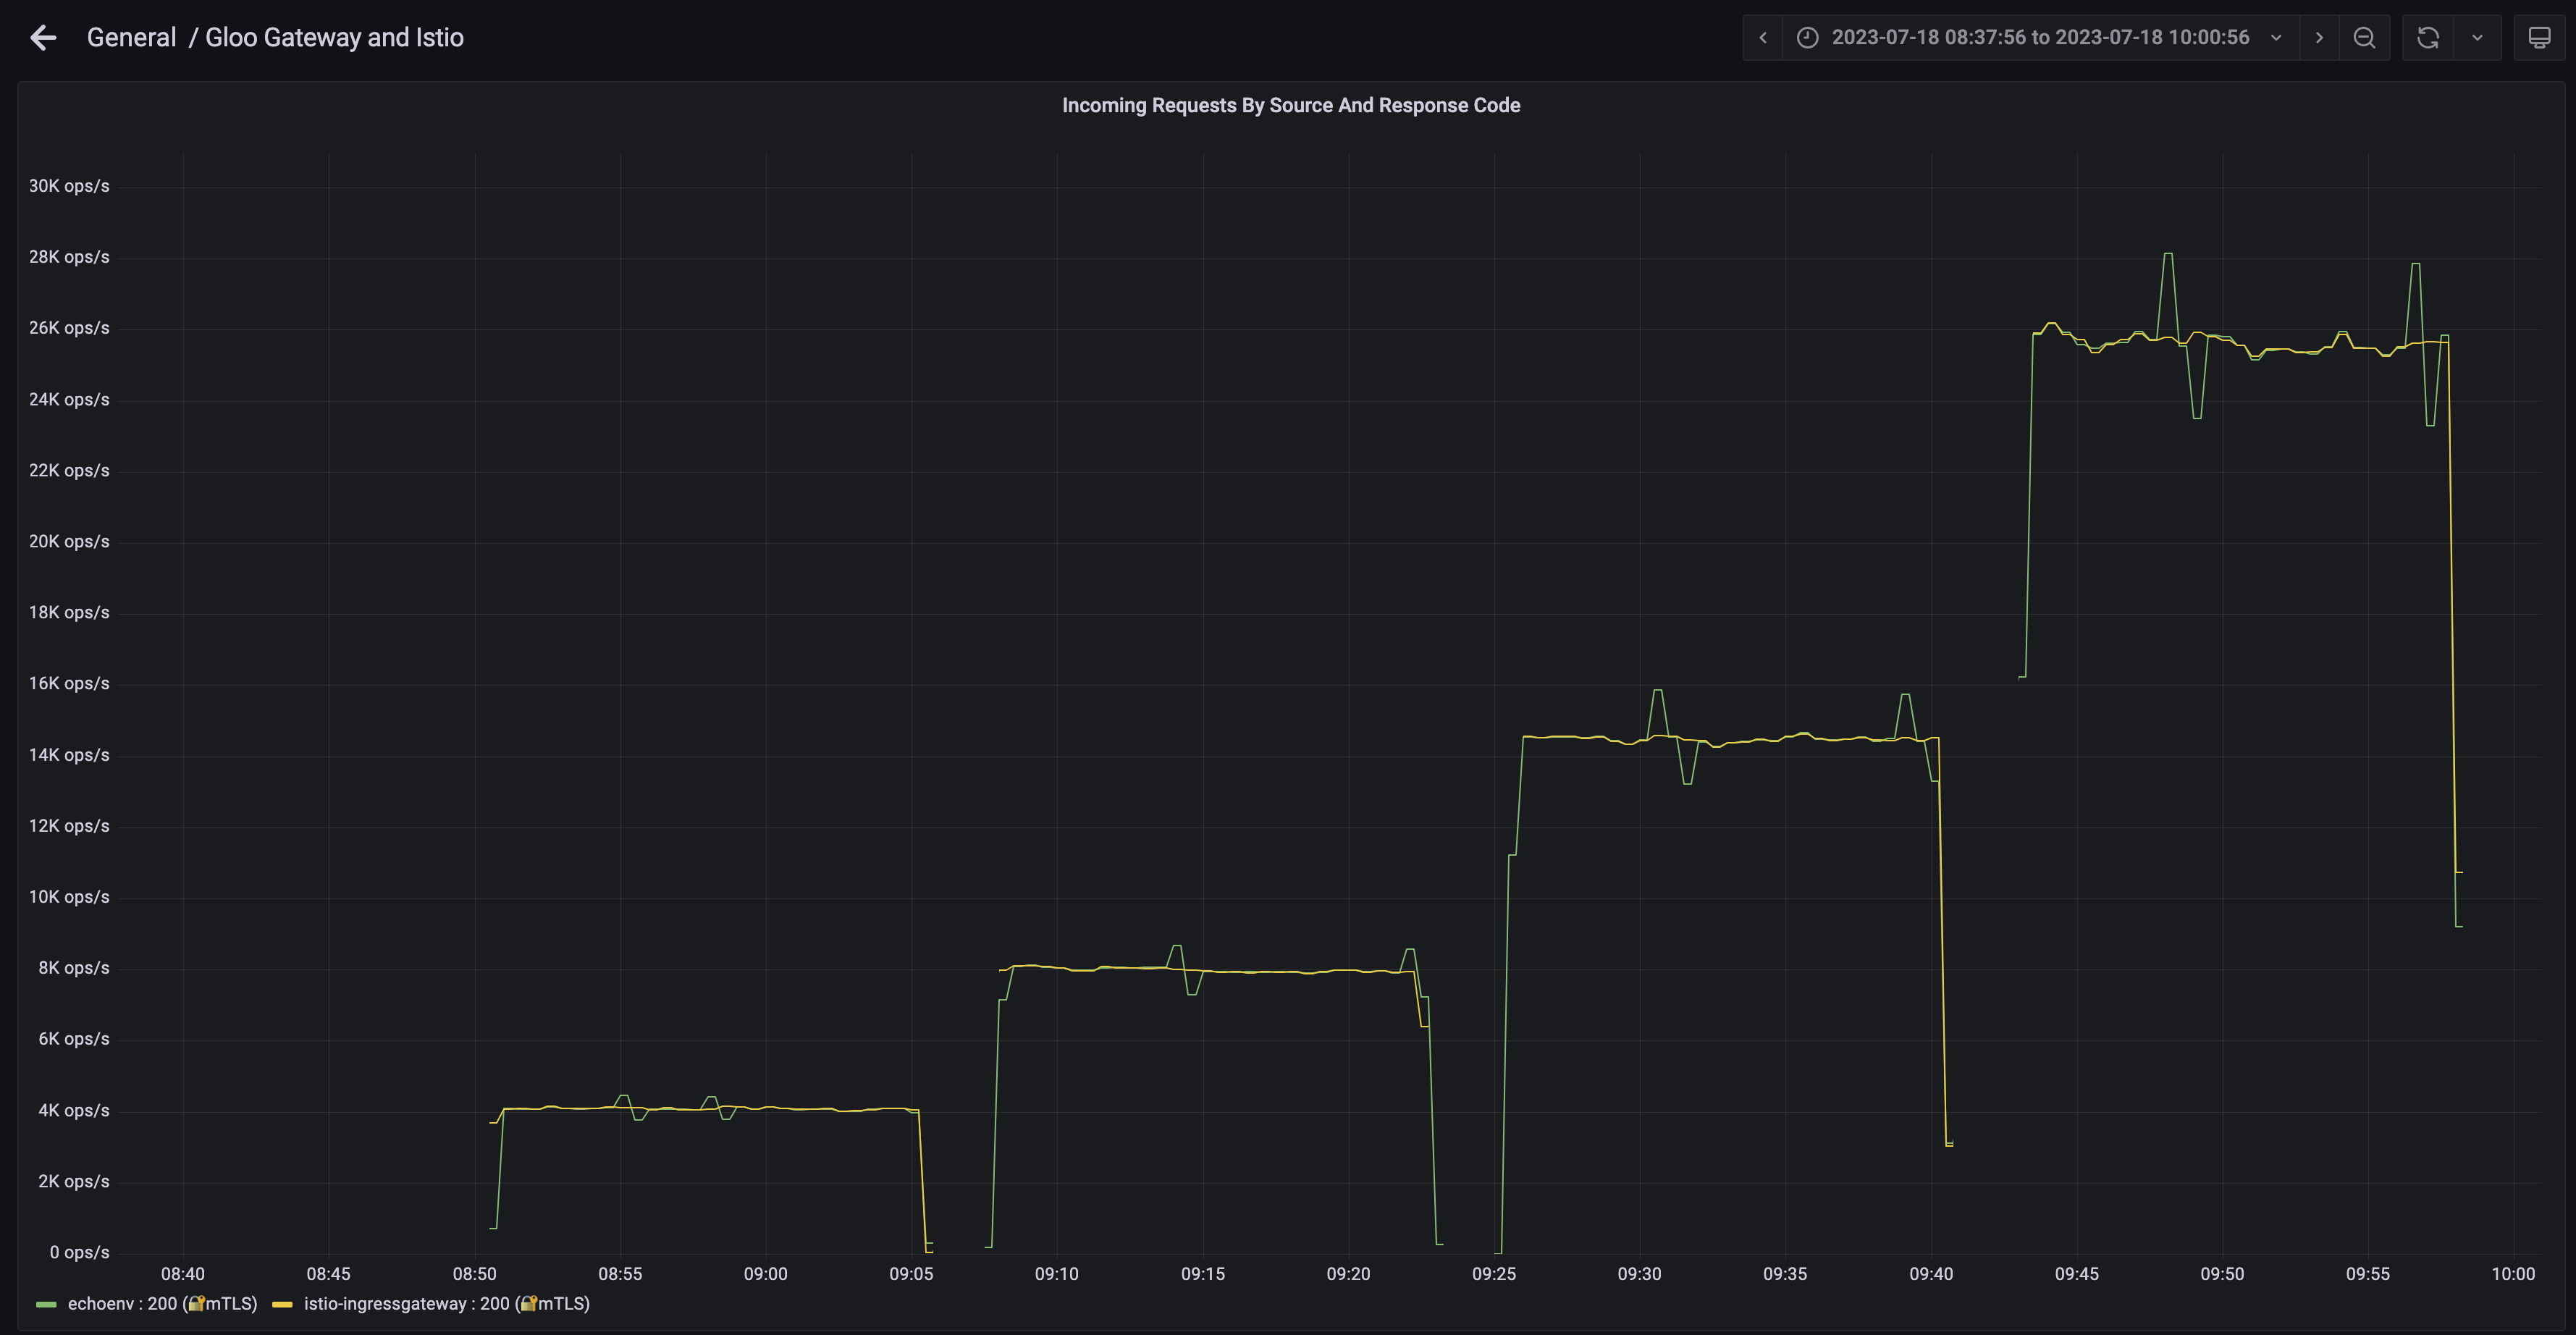 General / Gloo Gateway and Istio
2023-07-18 08:37:56 to 2023-07-18 10:00:56
Incoming Requests By Source And Response Code
30K ops/s
28K ops/s
26K ops/s
24K ops/s
22K ops/s
20K ops/s
18K ops/s
16K ops/s
14K ops/s
12K ops/s
10K ops/s
8K ops/s
6K ops/s
4K ops/s
2K ops/s
0 ops/s
08:40 08:45 08:50 08:55 09:00 09:05 09:10 09:15 09:20 09:25 09:30 09:35 09:40 09:45 09:50 09:55 10:00
echoenv : 200 (🔐mTLS) istio-ingressgateway : 200 (🔐mTLS)